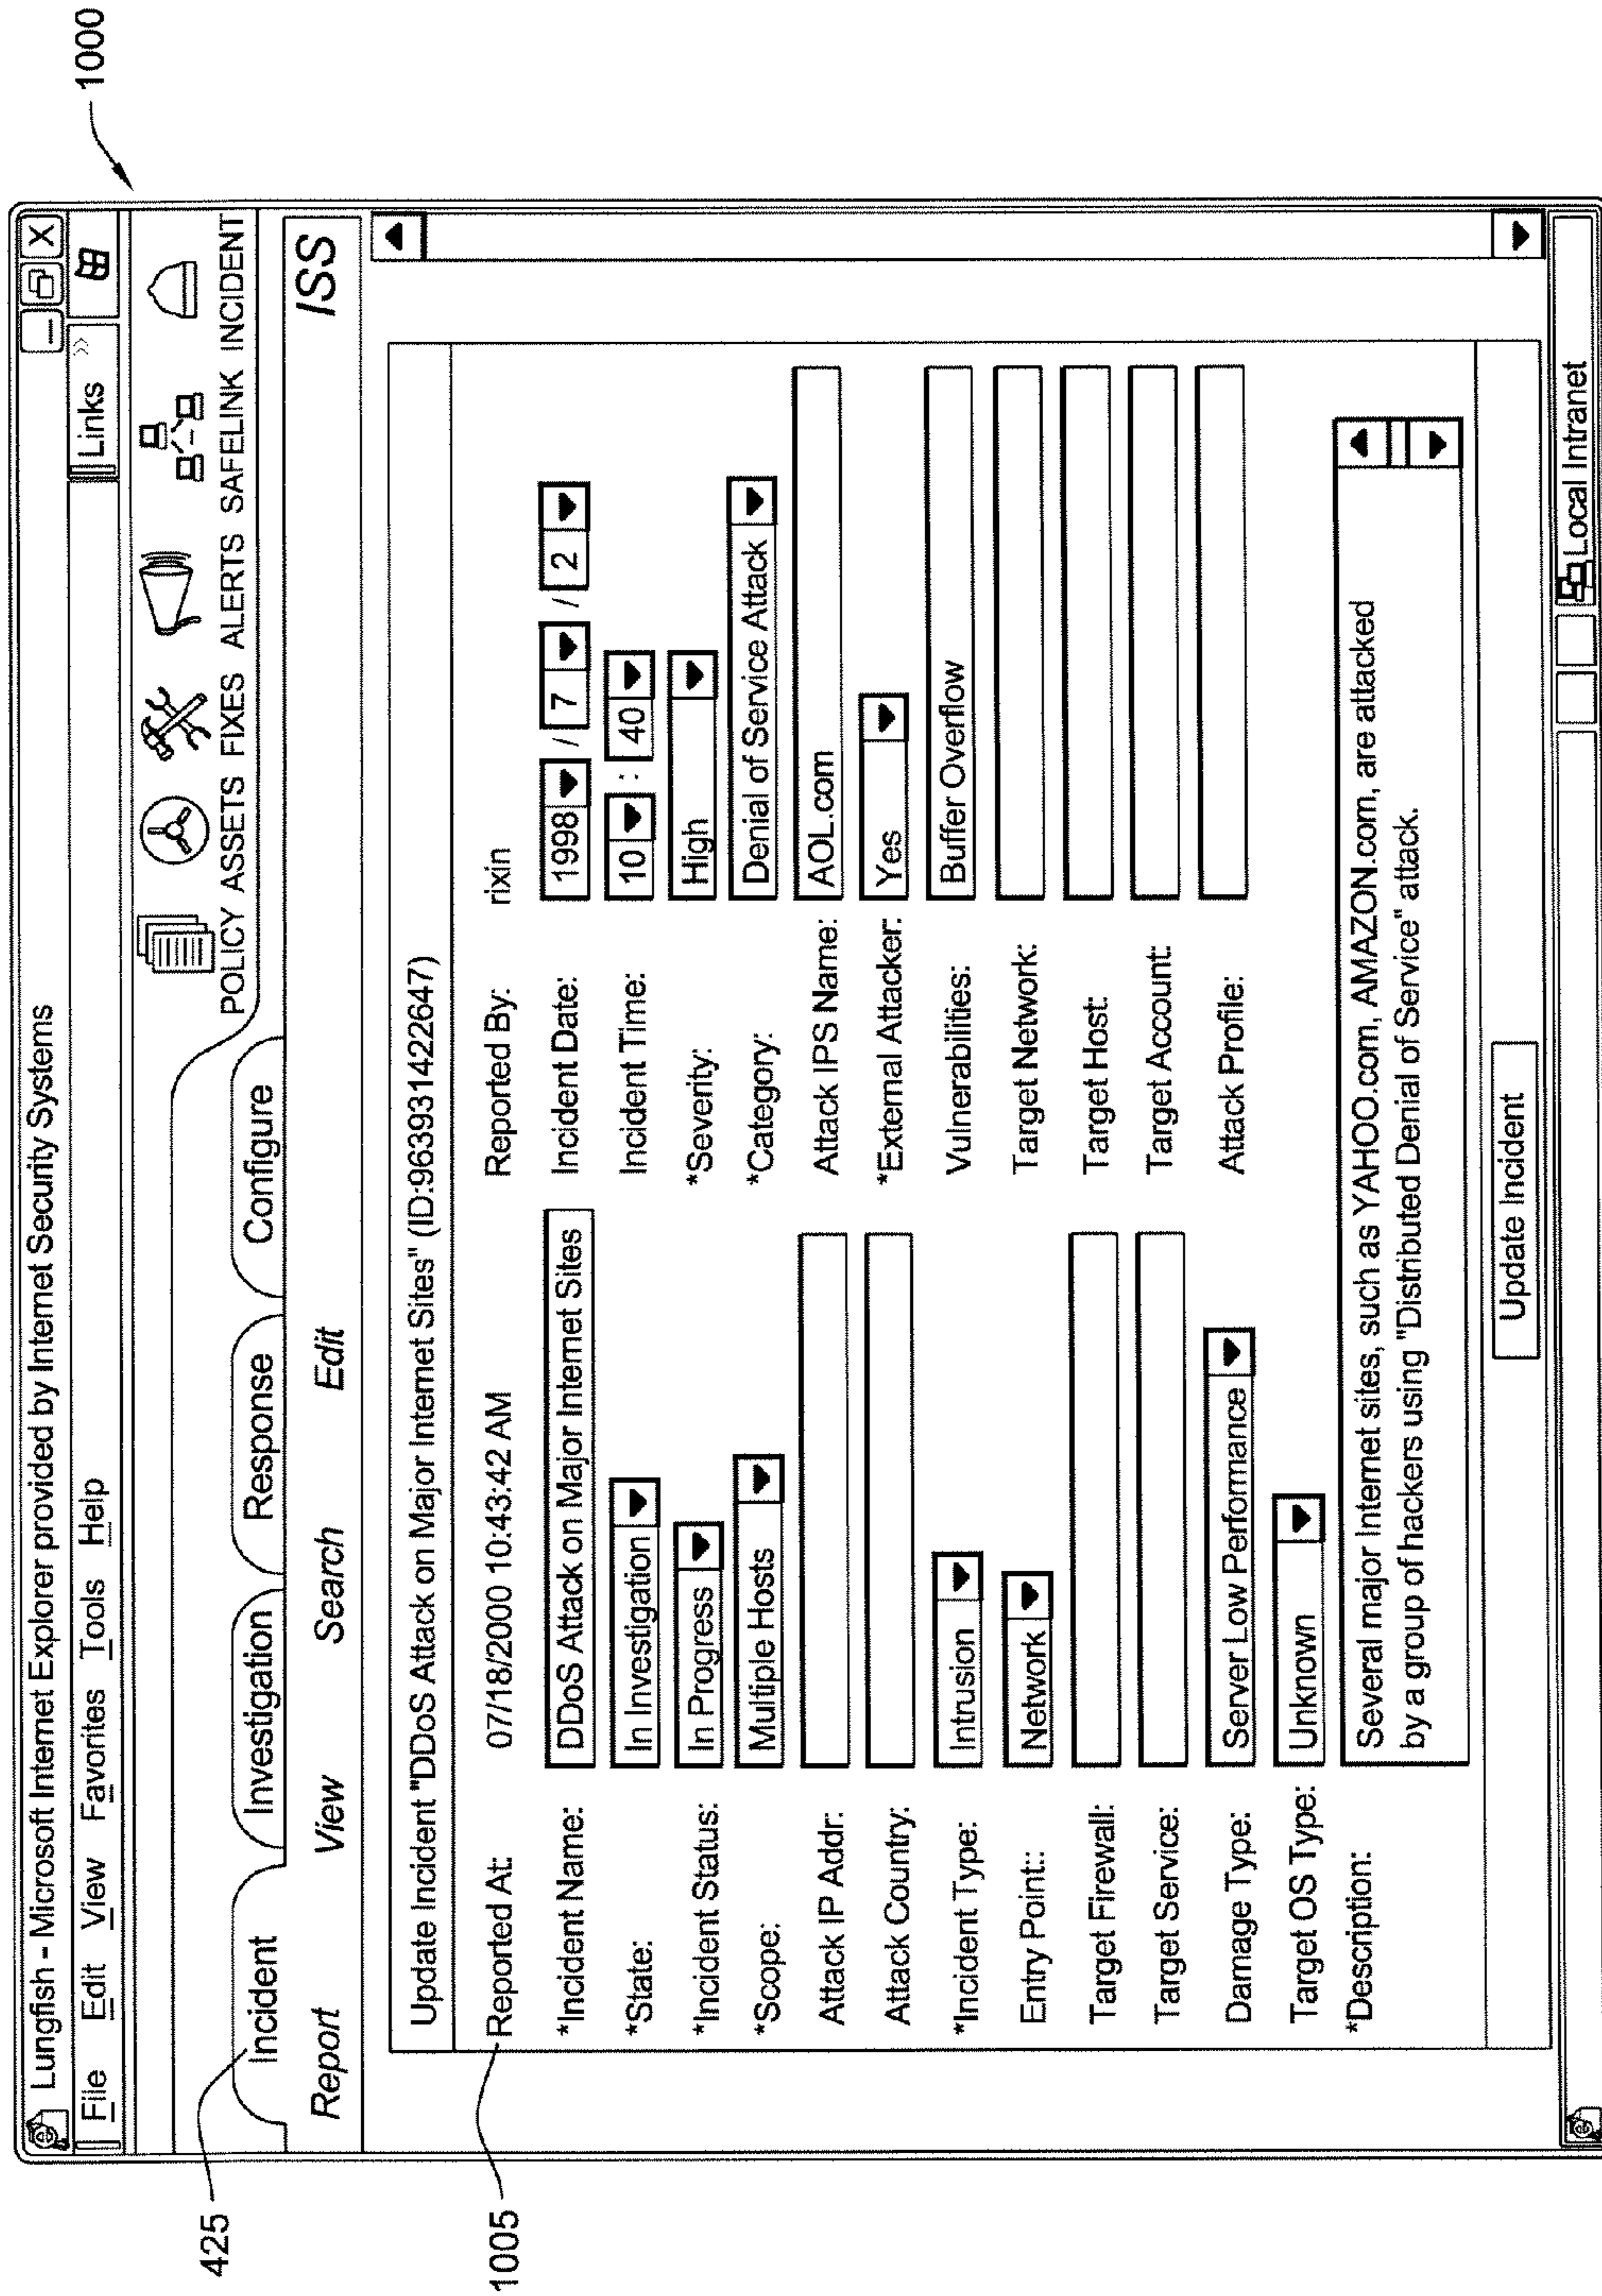 1000
Lungfish - Microsoft Internet Explorer provided by Internet Security Systems
File Edit View Favorites Tools Help
Links »
POLICY ASSETS FIXES ALERTS SAFELINK INCIDENT
425
Incident Investigation Response Configure
Report View Search Edit ISS
Update Incident "DDoS Attack on Major Internet Sites" (ID:963931422647)
1005
Reported At: 07/18/2000 10:43:42 AM Reported By: rixin
*Incident Name: DDoS Attack on Major Internet Sites Incident Date: 1998 / 7 / 2
*State: In Investigation Incident Time: 10 : 40
*Incident Status: In Progress *Severity: High
*Scope: Multiple Hosts *Category: Denial of Service Attack
Attack IP Addr: Attack IPS Name: AOL.com
Attack Country: *External Attacker: Yes
*Incident Type: Intrusion Vulnerabilities: Buffer Overflow
Entry Point:: Network Target Network:
Target Firewall: Target Host:
Target Service: Target Account:
Damage Type: Server Low Performance Attack Profile:
Target OS Type: Unknown
*Description: Several major Internet sites, such as YAHOO.com, AMAZON.com, are attacked
by a group of hackers using "Distributed Denial of Service" attack.
Update Incident
Local Intranet